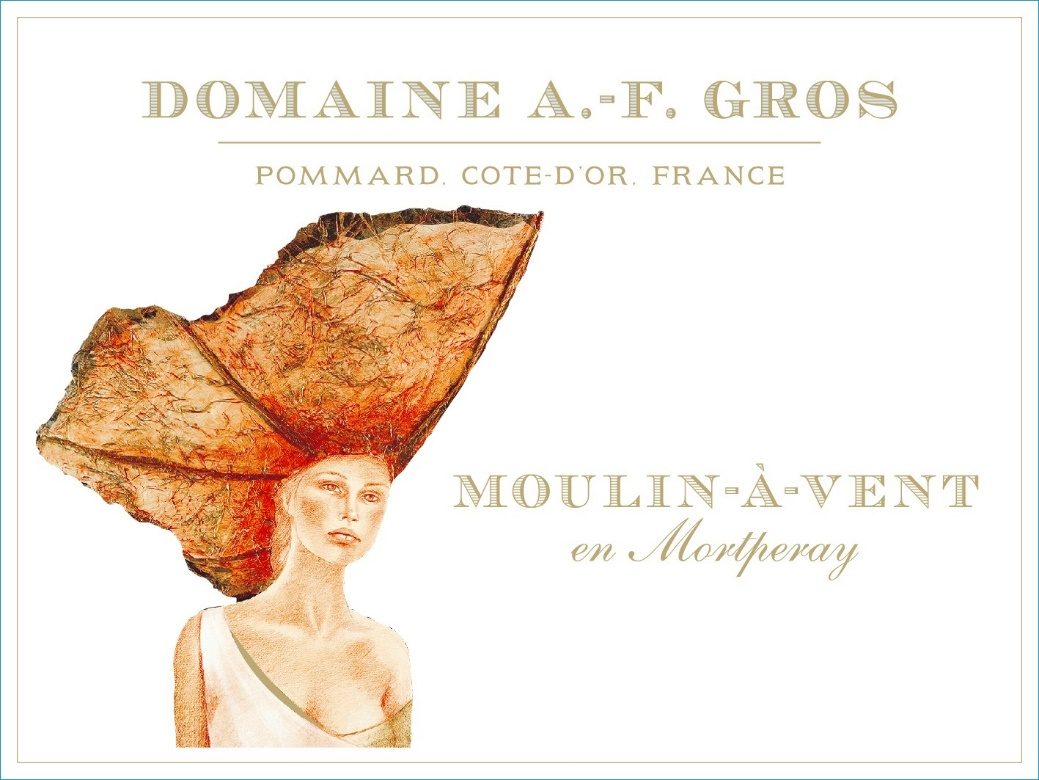 DOMAINE A.-F. GROS
POMMARD, COTE-D'OR, FRANCE
MOULIN-À-VENT
en Mortperay